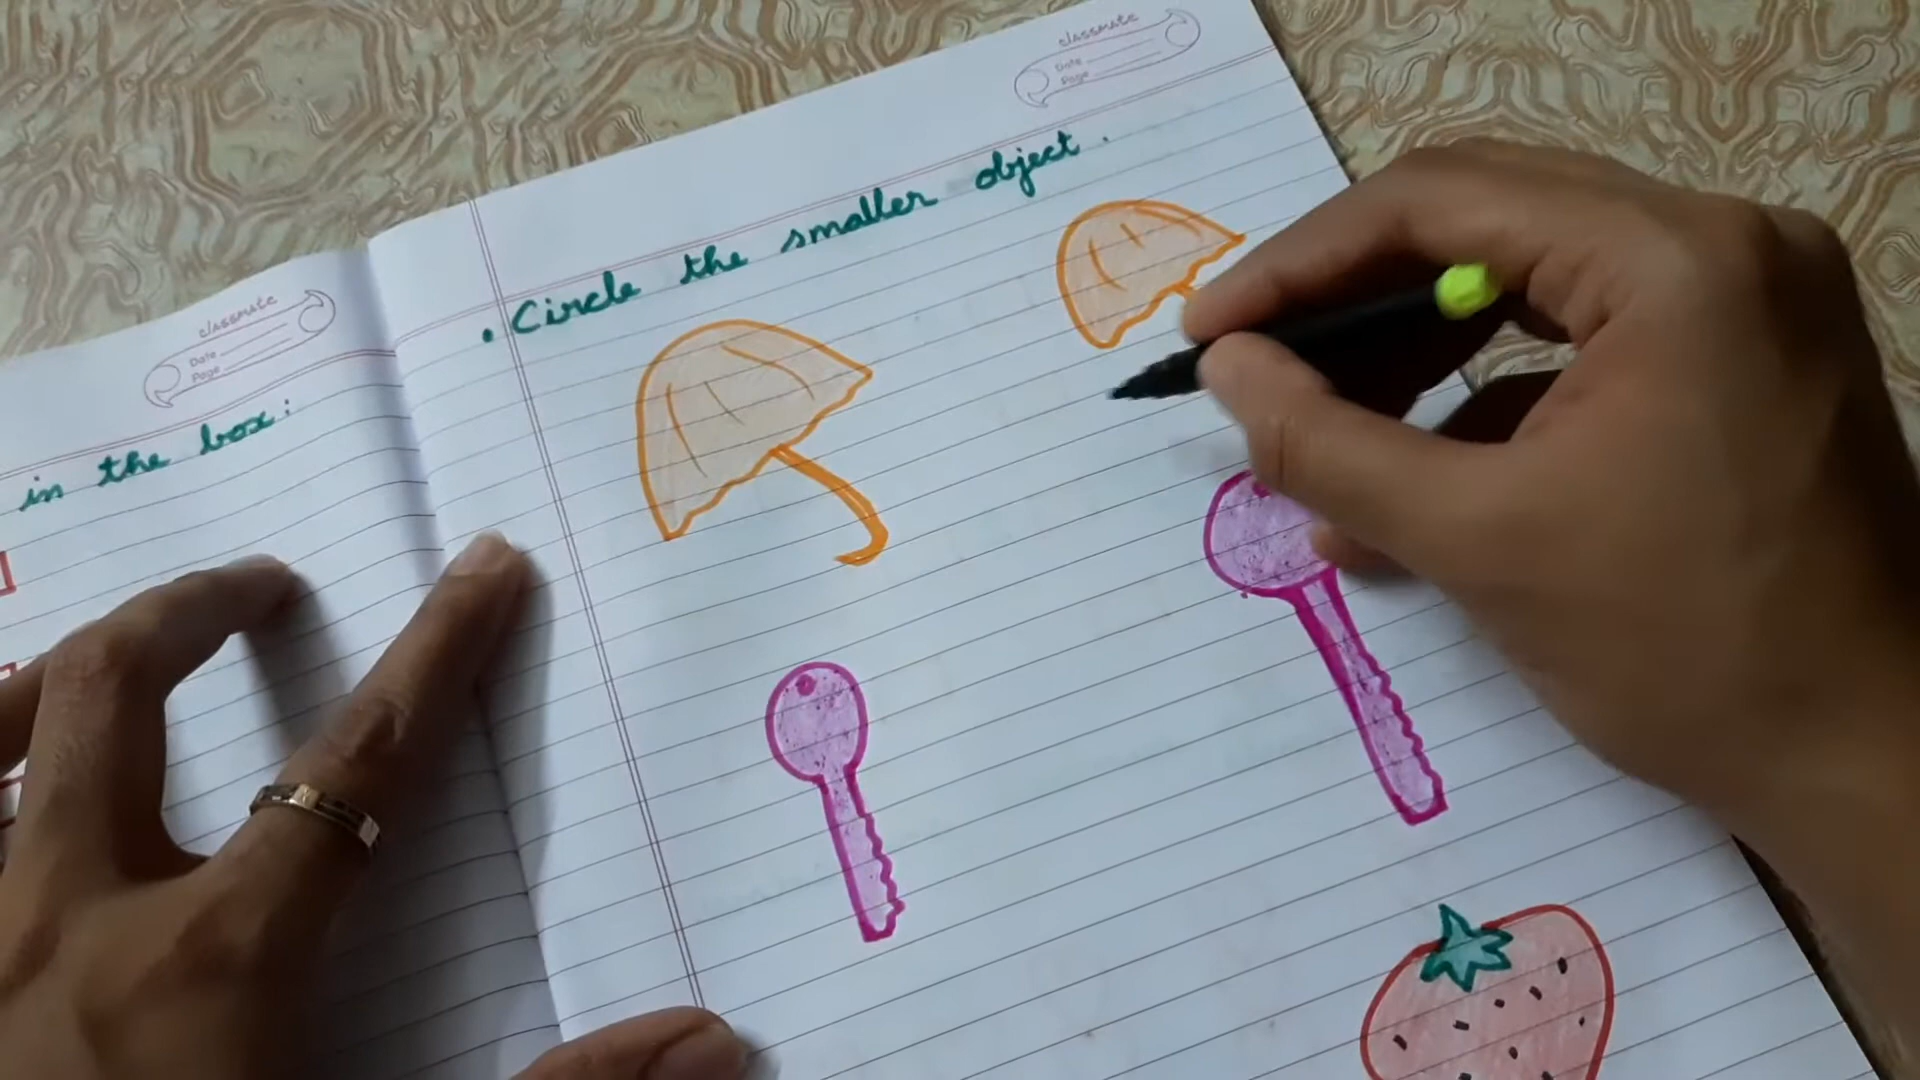 classmate
Date
Page
in the box:
classmate
Date
Page
• Circle the smaller object.